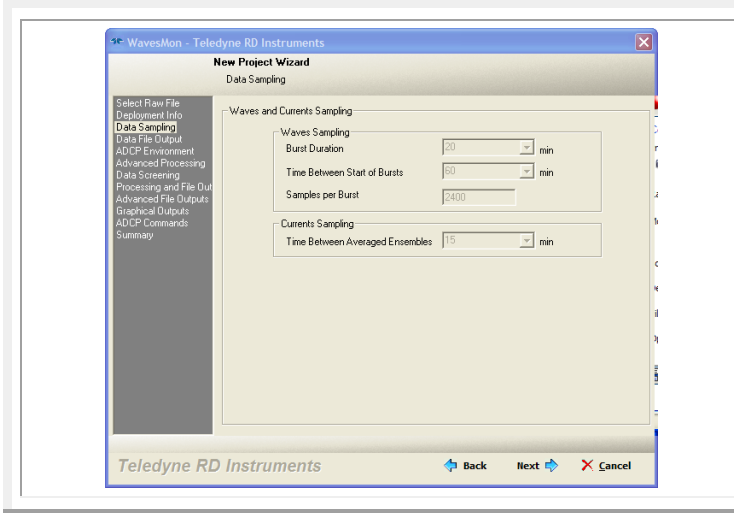 WavesMon - Teledyne RD Instruments
New Project Wizard
Data Sampling
Select Raw File
Deployment Info
Data Sampling
Data File Output
ADCP Environment
Advanced Processing
Data Screening
Processing and File Out
Advanced File Outputs
Graphical Outputs
ADCP Commands
Summary
Waves and Currents Sampling
Waves Sampling
Burst Duration 20 min
Time Between Start of Bursts 60 min
Samples per Burst 2400
Currents Sampling
Time Between Averaged Ensembles 15 min
Teledyne RD Instruments
Back Next Cancel